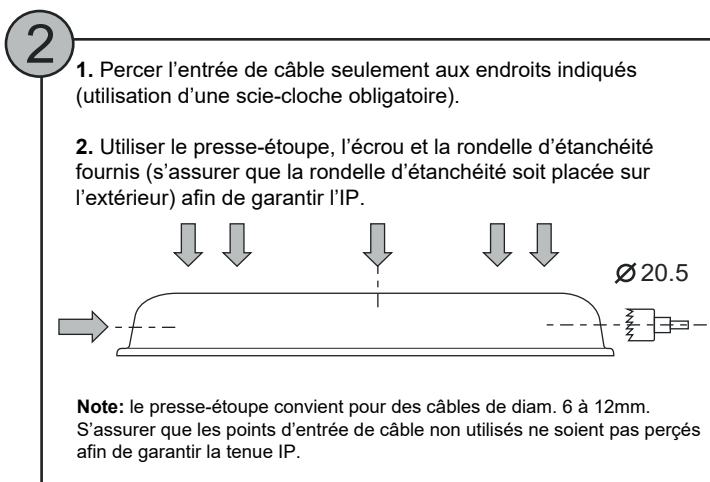 2
1. Percer l’entrée de câble seulement aux endroits indiqués
(utilisation d’une scie-cloche obligatoire).
2. Utiliser le presse-étoupe, l’écrou et la rondelle d’étanchéité
fournis (s’assurer que la rondelle d’étanchéité soit placée sur
l’extérieur) afin de garantir l’IP.
Ø 20.5
Note: le presse-étoupe convient pour des câbles de diam. 6 à 12mm.
S’assurer que les points d’entrée de câble non utilisés ne soient pas perçés
afin de garantir la tenue IP.